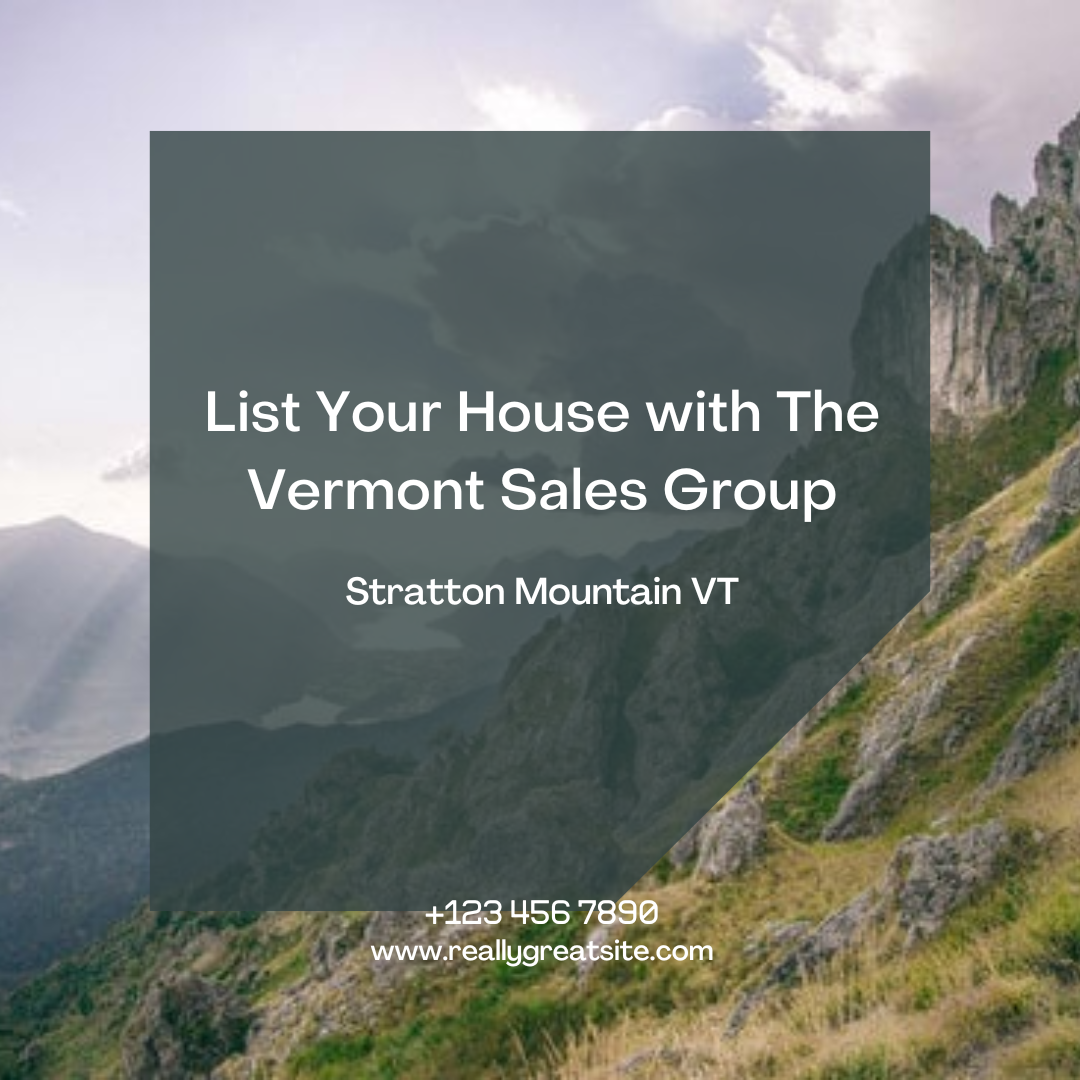 List Your House with The
Vermont Sales Group
Stratton Mountain VT
+123 456 7890
www.reallygreatsite.com